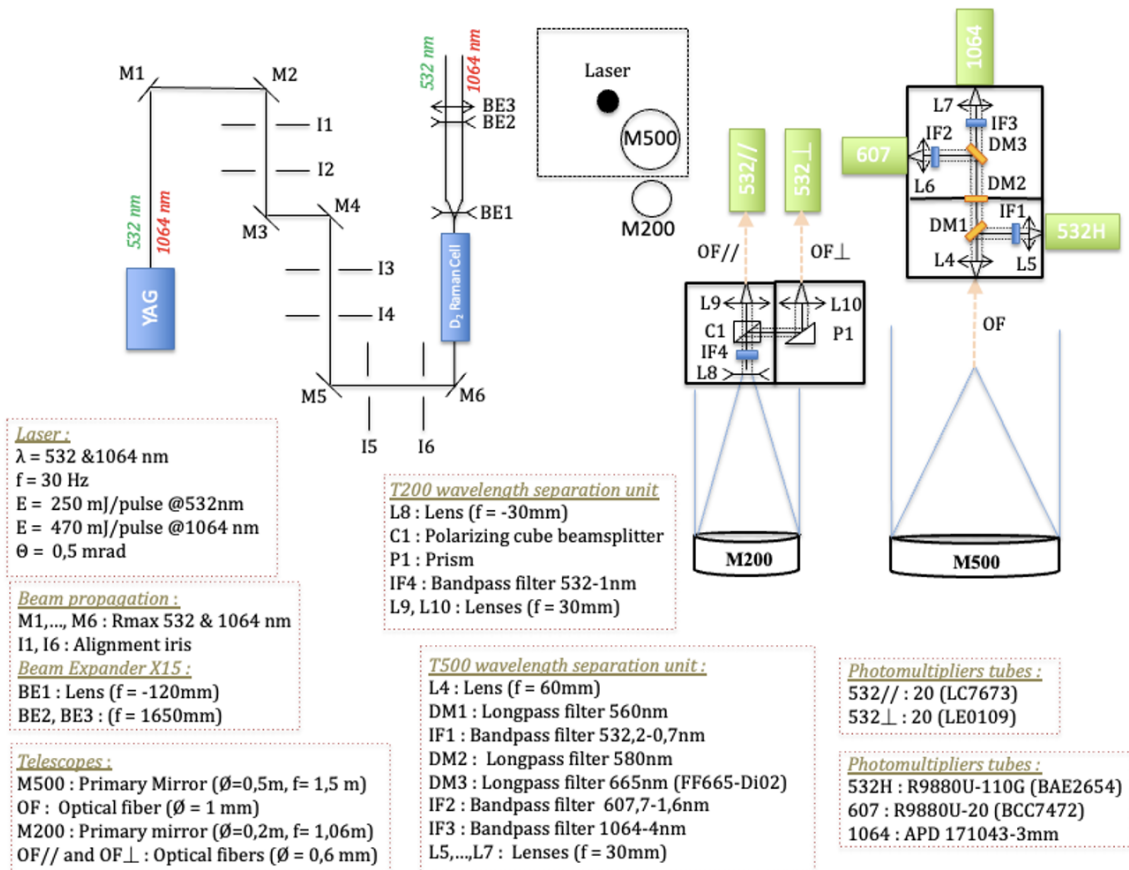 M1
M2
532 nm
1064 nm
I1
I2
M3
M4
532 nm
1064 nm
YAG
I3
I4
M5
M6
I5
I6
BE3
BE2
BE1
D₂ Raman Cell
Laser
M500
M200
532//
532⊥
OF//
OF⊥
L9
L10
C1
P1
IF4
L8
M200
1064
L7
IF3
IF2
607
DM3
L6
DM2
IF1
DM1
532H
L4
L5
OF
M500
Laser :
λ = 532 &1064 nm
f = 30 Hz
E = 250 mJ/pulse @532nm
E = 470 mJ/pulse @1064 nm
Θ = 0,5 mrad
Beam propagation :
M1,..., M6 : Rmax 532 & 1064 nm
I1, I6 : Alignment iris
Beam Expander X15 :
BE1 : Lens (f = -120mm)
BE2, BE3 : (f = 1650mm)
Telescopes :
M500 : Primary Mirror (Ø=0,5m, f= 1,5 m)
OF : Optical fiber (Ø = 1 mm)
M200 : Primary mirror (Ø=0,2m, f= 1,06m)
OF// and OF⊥ : Optical fibers (Ø = 0,6 mm)
T200 wavelength separation unit
L8 : Lens (f = -30mm)
C1 : Polarizing cube beamsplitter
P1 : Prism
IF4 : Bandpass filter 532-1nm
L9, L10 : Lenses (f = 30mm)
T500 wavelength separation unit :
L4 : Lens (f = 60mm)
DM1 : Longpass filter 560nm
IF1 : Bandpass filter 532,2-0,7nm
DM2 : Longpass filter 580nm
DM3 : Longpass filter 665nm (FF665-Di02)
IF2 : Bandpass filter 607,7-1,6nm
IF3 : Bandpass filter 1064-4nm
L5,...,L7 : Lenses (f = 30mm)
Photomultipliers tubes :
532// : 20 (LC7673)
532⊥ : 20 (LE0109)
Photomultipliers tubes :
532H : R9880U-110G (BAE2654)
607 : R9880U-20 (BCC7472)
1064 : APD 171043-3mm